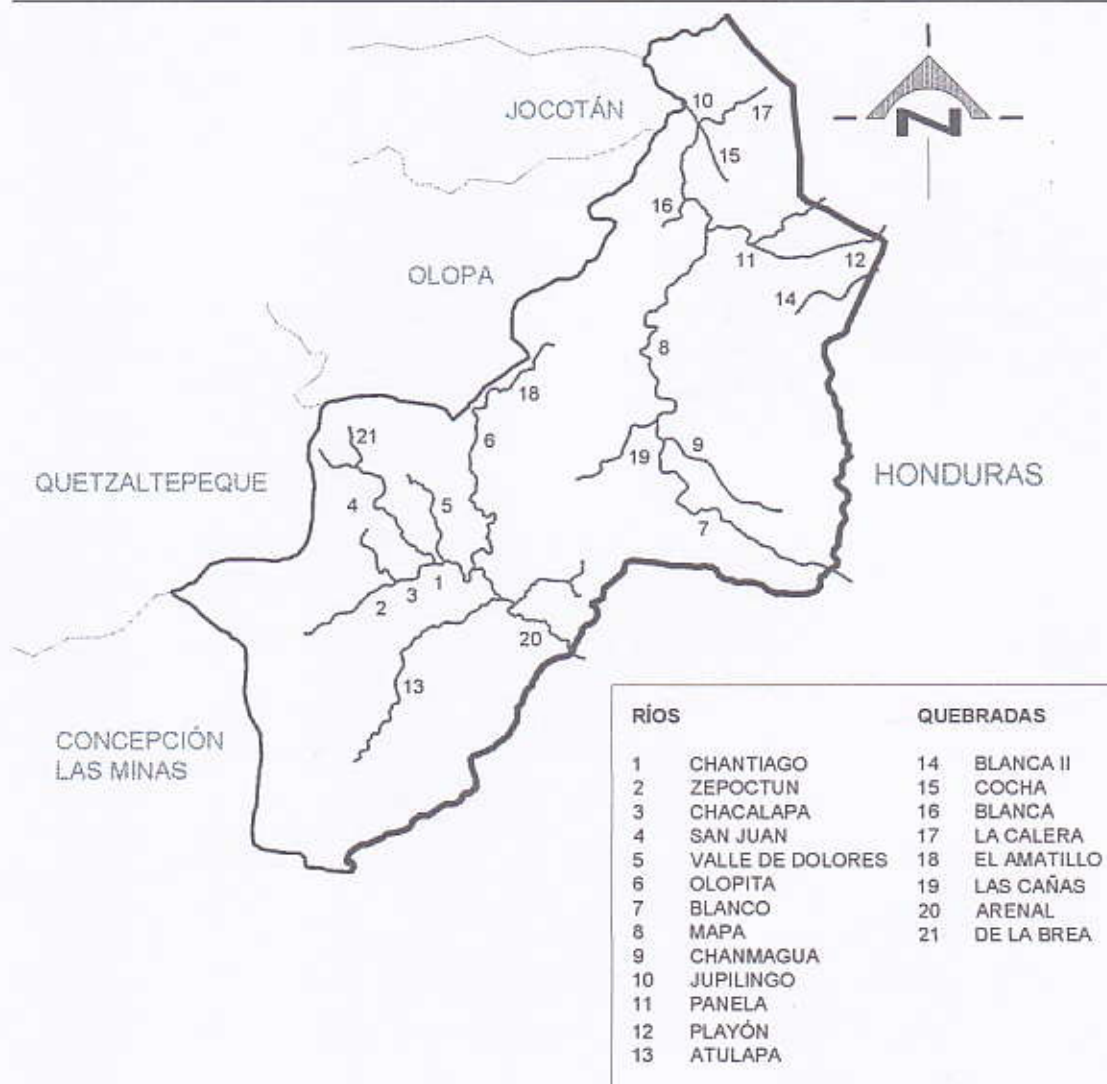 JOCOTÁN
10
17
15
16
N
OLOPA
11
12
14
8
18
6
21
9
19
QUETZALTEPEQUE
HONDURAS
4
5
7
1
3
2
20
13
CONCEPCIÓN
LAS MINAS
RÍOS
1 CHANTIAGO
2 ZEPOCTUN
3 CHACALAPA
4 SAN JUAN
5 VALLE DE DOLORES
6 OLOPITA
7 BLANCO
8 MAPA
9 CHANMAGUA
10 JUPILINGO
11 PANELA
12 PLAYÓN
13 ATULAPA
QUEBRADAS
14 BLANCA II
15 COCHA
16 BLANCA
17 LA CALERA
18 EL AMATILLO
19 LAS CAÑAS
20 ARENAL
21 DE LA BREA